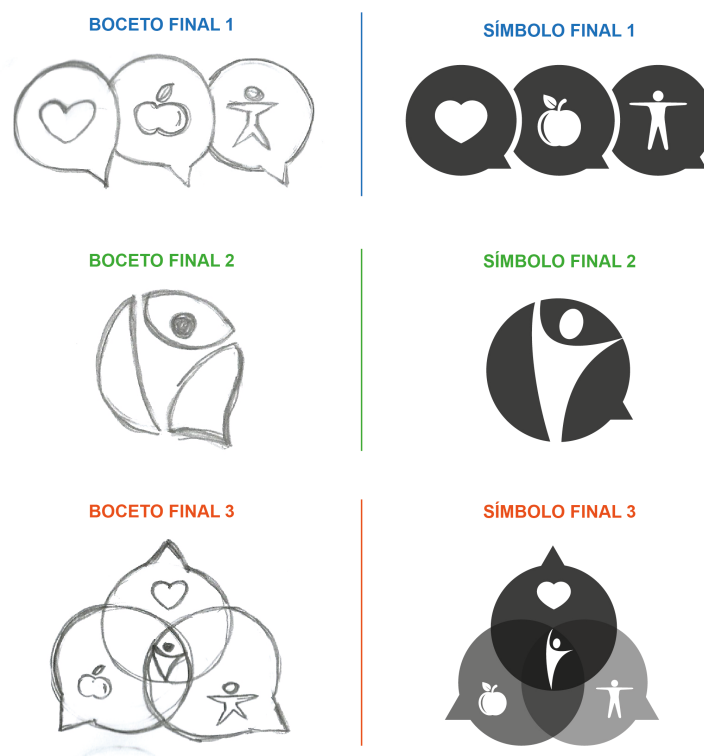 BOCETO FINAL 1
SÍMBOLO FINAL 1
BOCETO FINAL 2
SÍMBOLO FINAL 2
BOCETO FINAL 3
SÍMBOLO FINAL 3